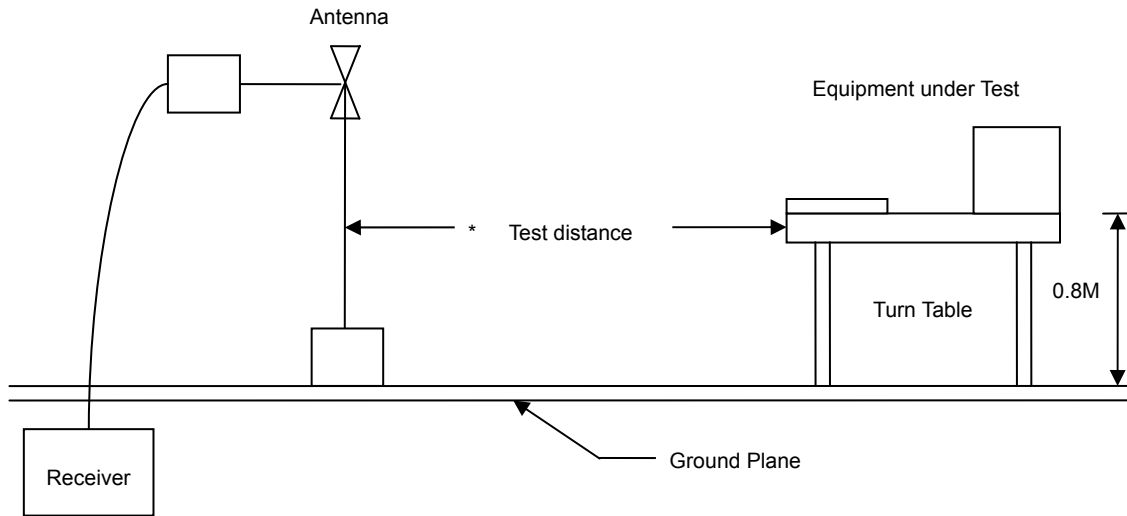 Antenna
Equipment under Test
* Test distance
0.8M
Turn Table
Ground Plane
Receiver